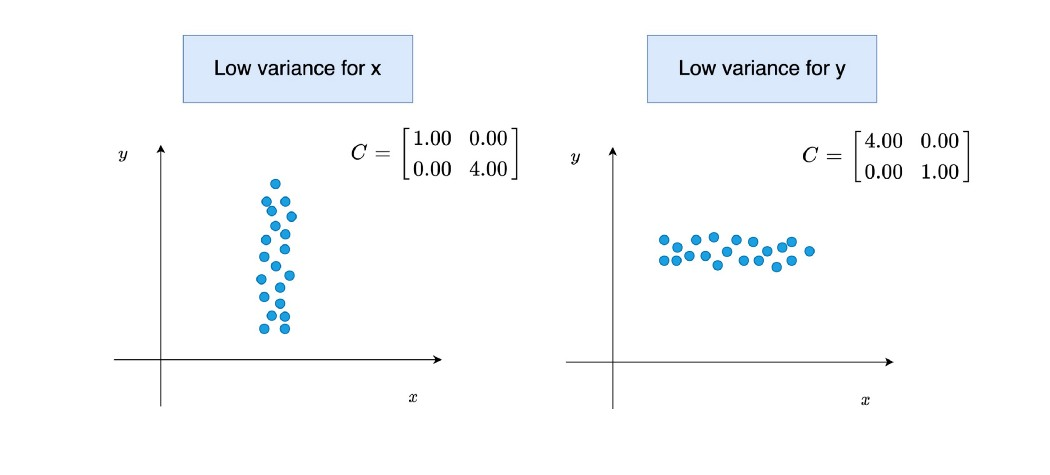 Low variance for x
Low variance for y
y
C = [1.00 0.00
0.00 4.00]
x
y
C = [4.00 0.00
0.00 1.00]
x